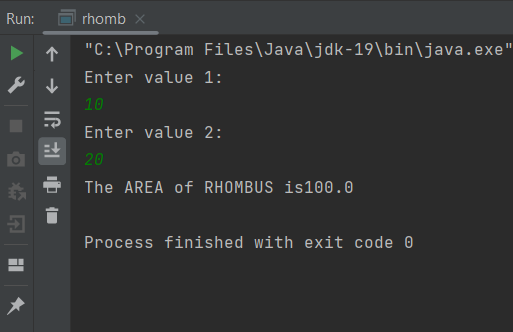 Run: rhomb
"C:\Program Files\Java\jdk-19\bin\java.exe"
Enter value 1:
10
Enter value 2:
20
The AREA of RHOMBUS is100.0
Process finished with exit code 0